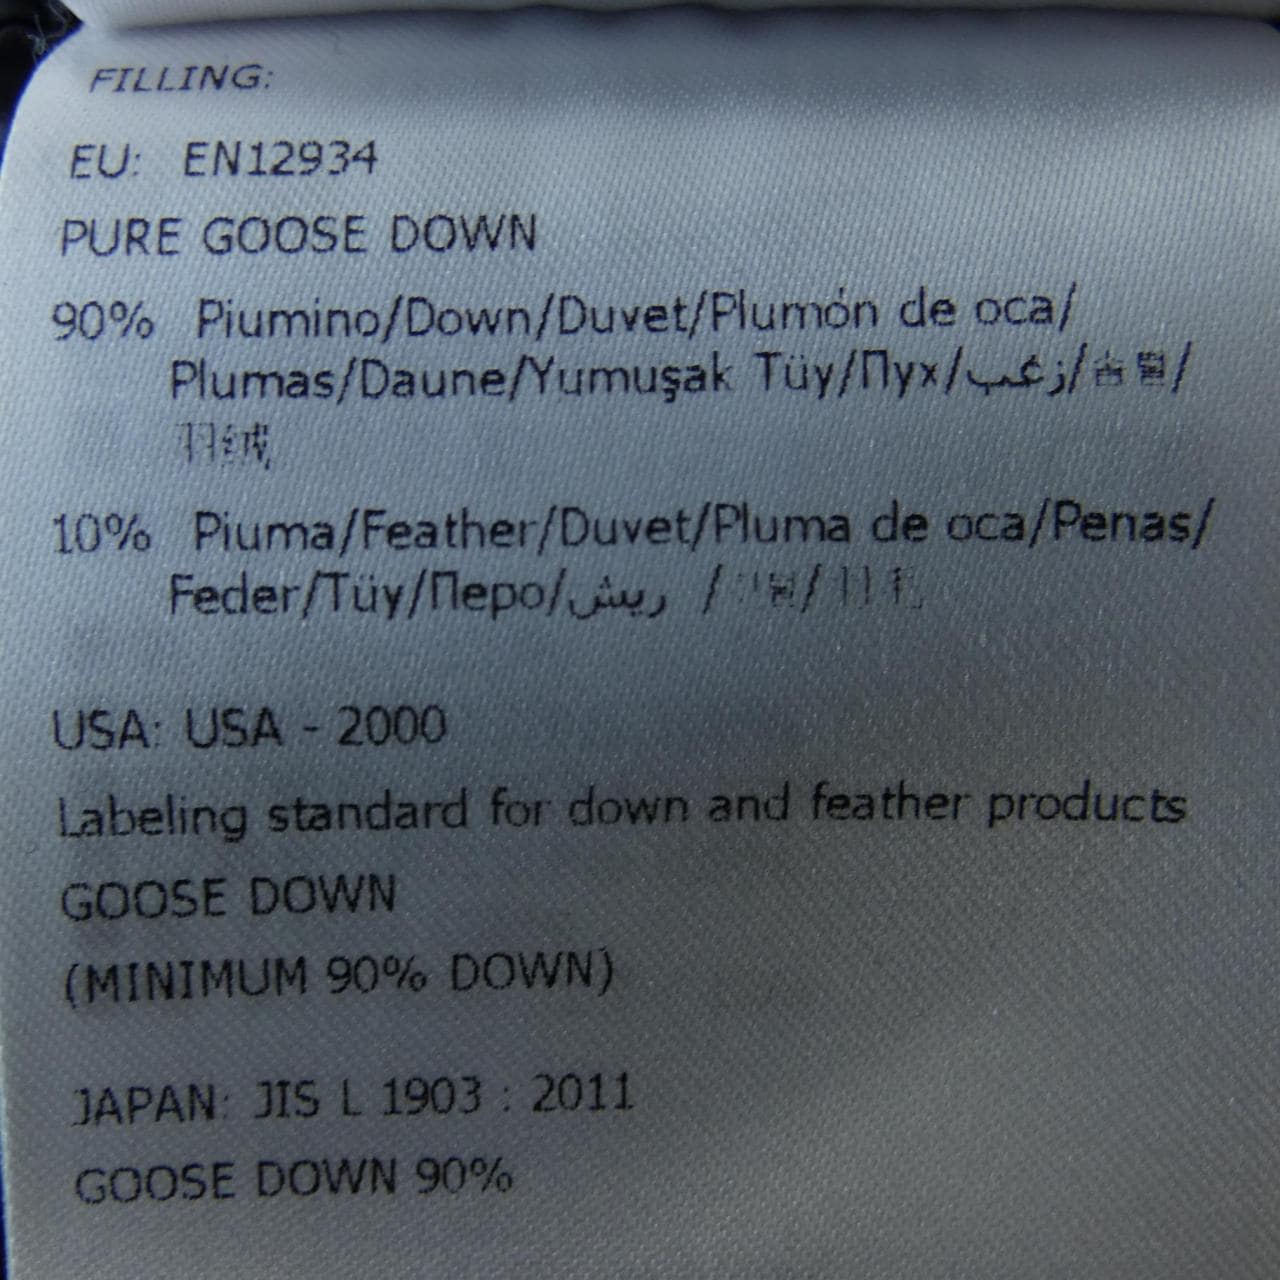 FILLING:
EU: EN12934
PURE GOOSE DOWN
90% Piumino/Down/Duvet/Plumón de oca/
Plumas/Daune/Yumuşak Tüy/Пух/زغب/
10% Piuma/Feather/Duvet/Pluma de oca/Penas/
Feder/Tüy/Перо/ريش /
USA: USA - 2000
Labeling standard for down and feather products
GOOSE DOWN
(MINIMUM 90% DOWN)
JAPAN: JIS L 1903 : 2011
GOOSE DOWN 90%